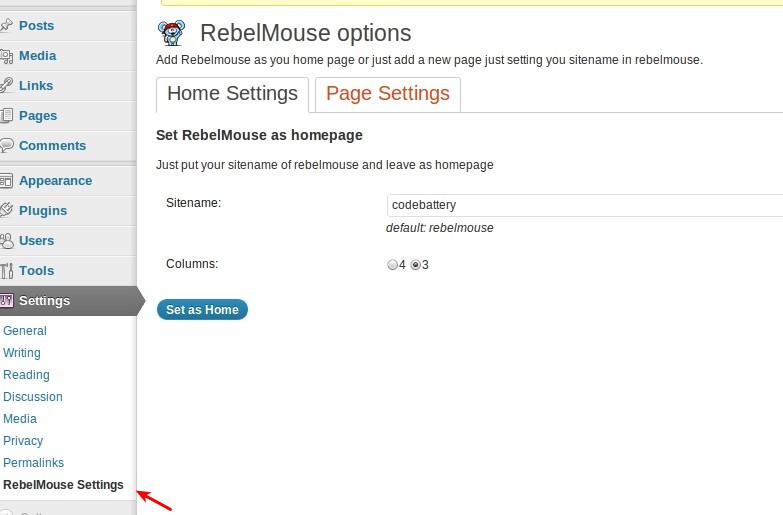 Posts
Media
Links
Pages
Comments
Appearance
Plugins
Users
Tools
Settings
General
Writing
Reading
Discussion
Media
Privacy
Permalinks
RebelMouse Settings
RebelMouse options
Add Rebelmouse as you home page or just add a new page just setting you sitename in rebelmouse.
Home Settings Page Settings
Set RebelMouse as homepage
Just put your sitename of rebelmouse and leave as homepage
Sitename: codebattery
default: rebelmouse
Columns: 4 3
Set as Home